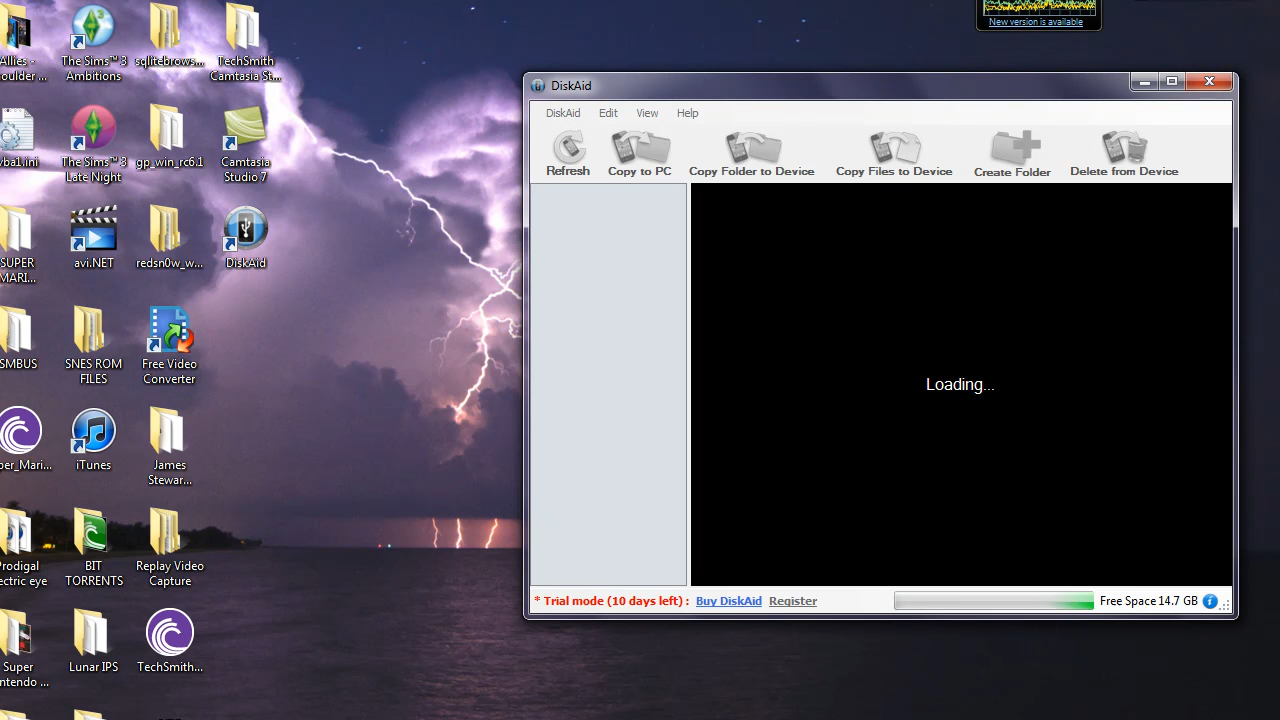 Allies -
oulder ...
The Sims™ 3
Ambitions
sqlitebrows...
TechSmith
Camtasia St...
vba1.ini
The Sims™ 3
Late Night
gp_win_rc6.1
Camtasia
Studio 7
SUPER
MARI...
avi.NET
redsn0w_w...
DiskAid
SMBUS
SNES ROM
FILES
Free Video
Converter
per_Mari...
iTunes
James
Stewar...
Prodigal
ectric eye
BIT
TORRENTS
Replay Video
Capture
Super
ntendo ...
Lunar IPS
TechSmith...
New version is available
DiskAid
DiskAid Edit View Help
Refresh Copy to PC Copy Folder to Device Copy Files to Device Create Folder Delete from Device
Loading...
* Trial mode (10 days left) : Buy DiskAid Register Free Space 14.7 GB